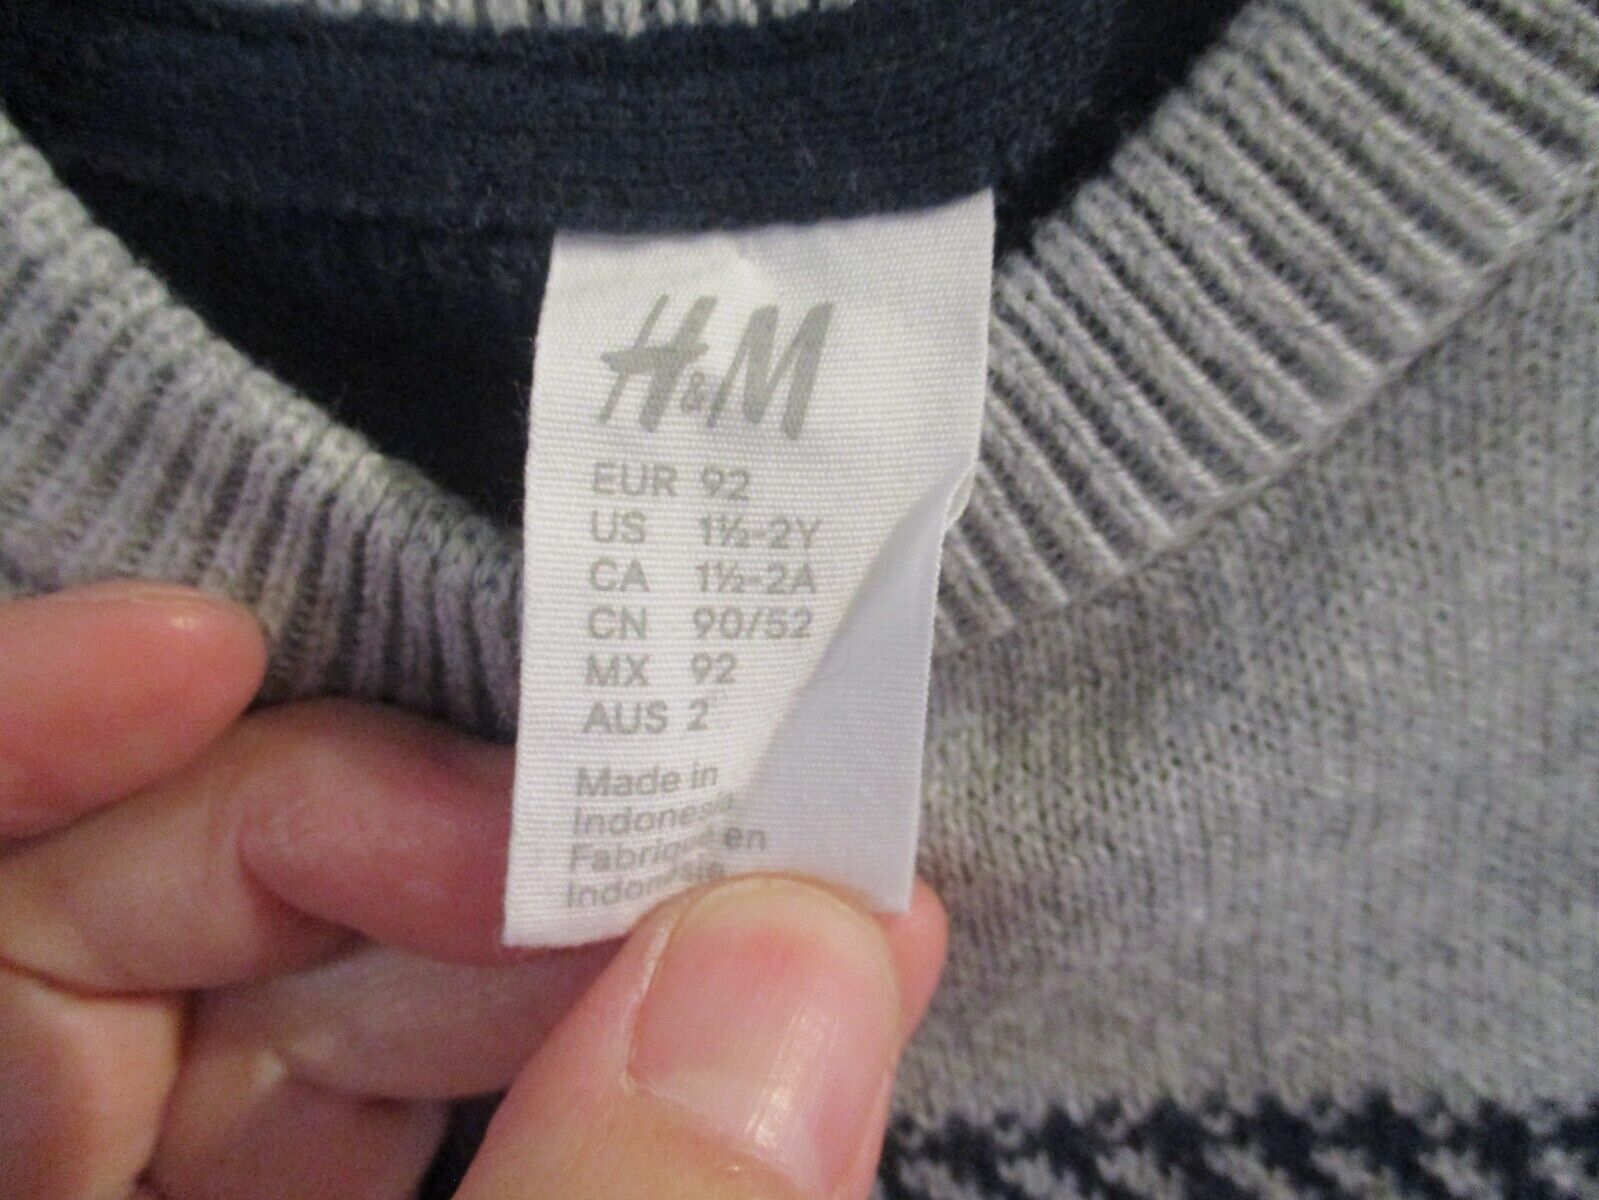 H&M
EUR 92
US 1½-2Y
CA 1½-2A
CN 90/52
MX 92
AUS 2
Made in
Indonesia
Fabriqué en
Indonésie